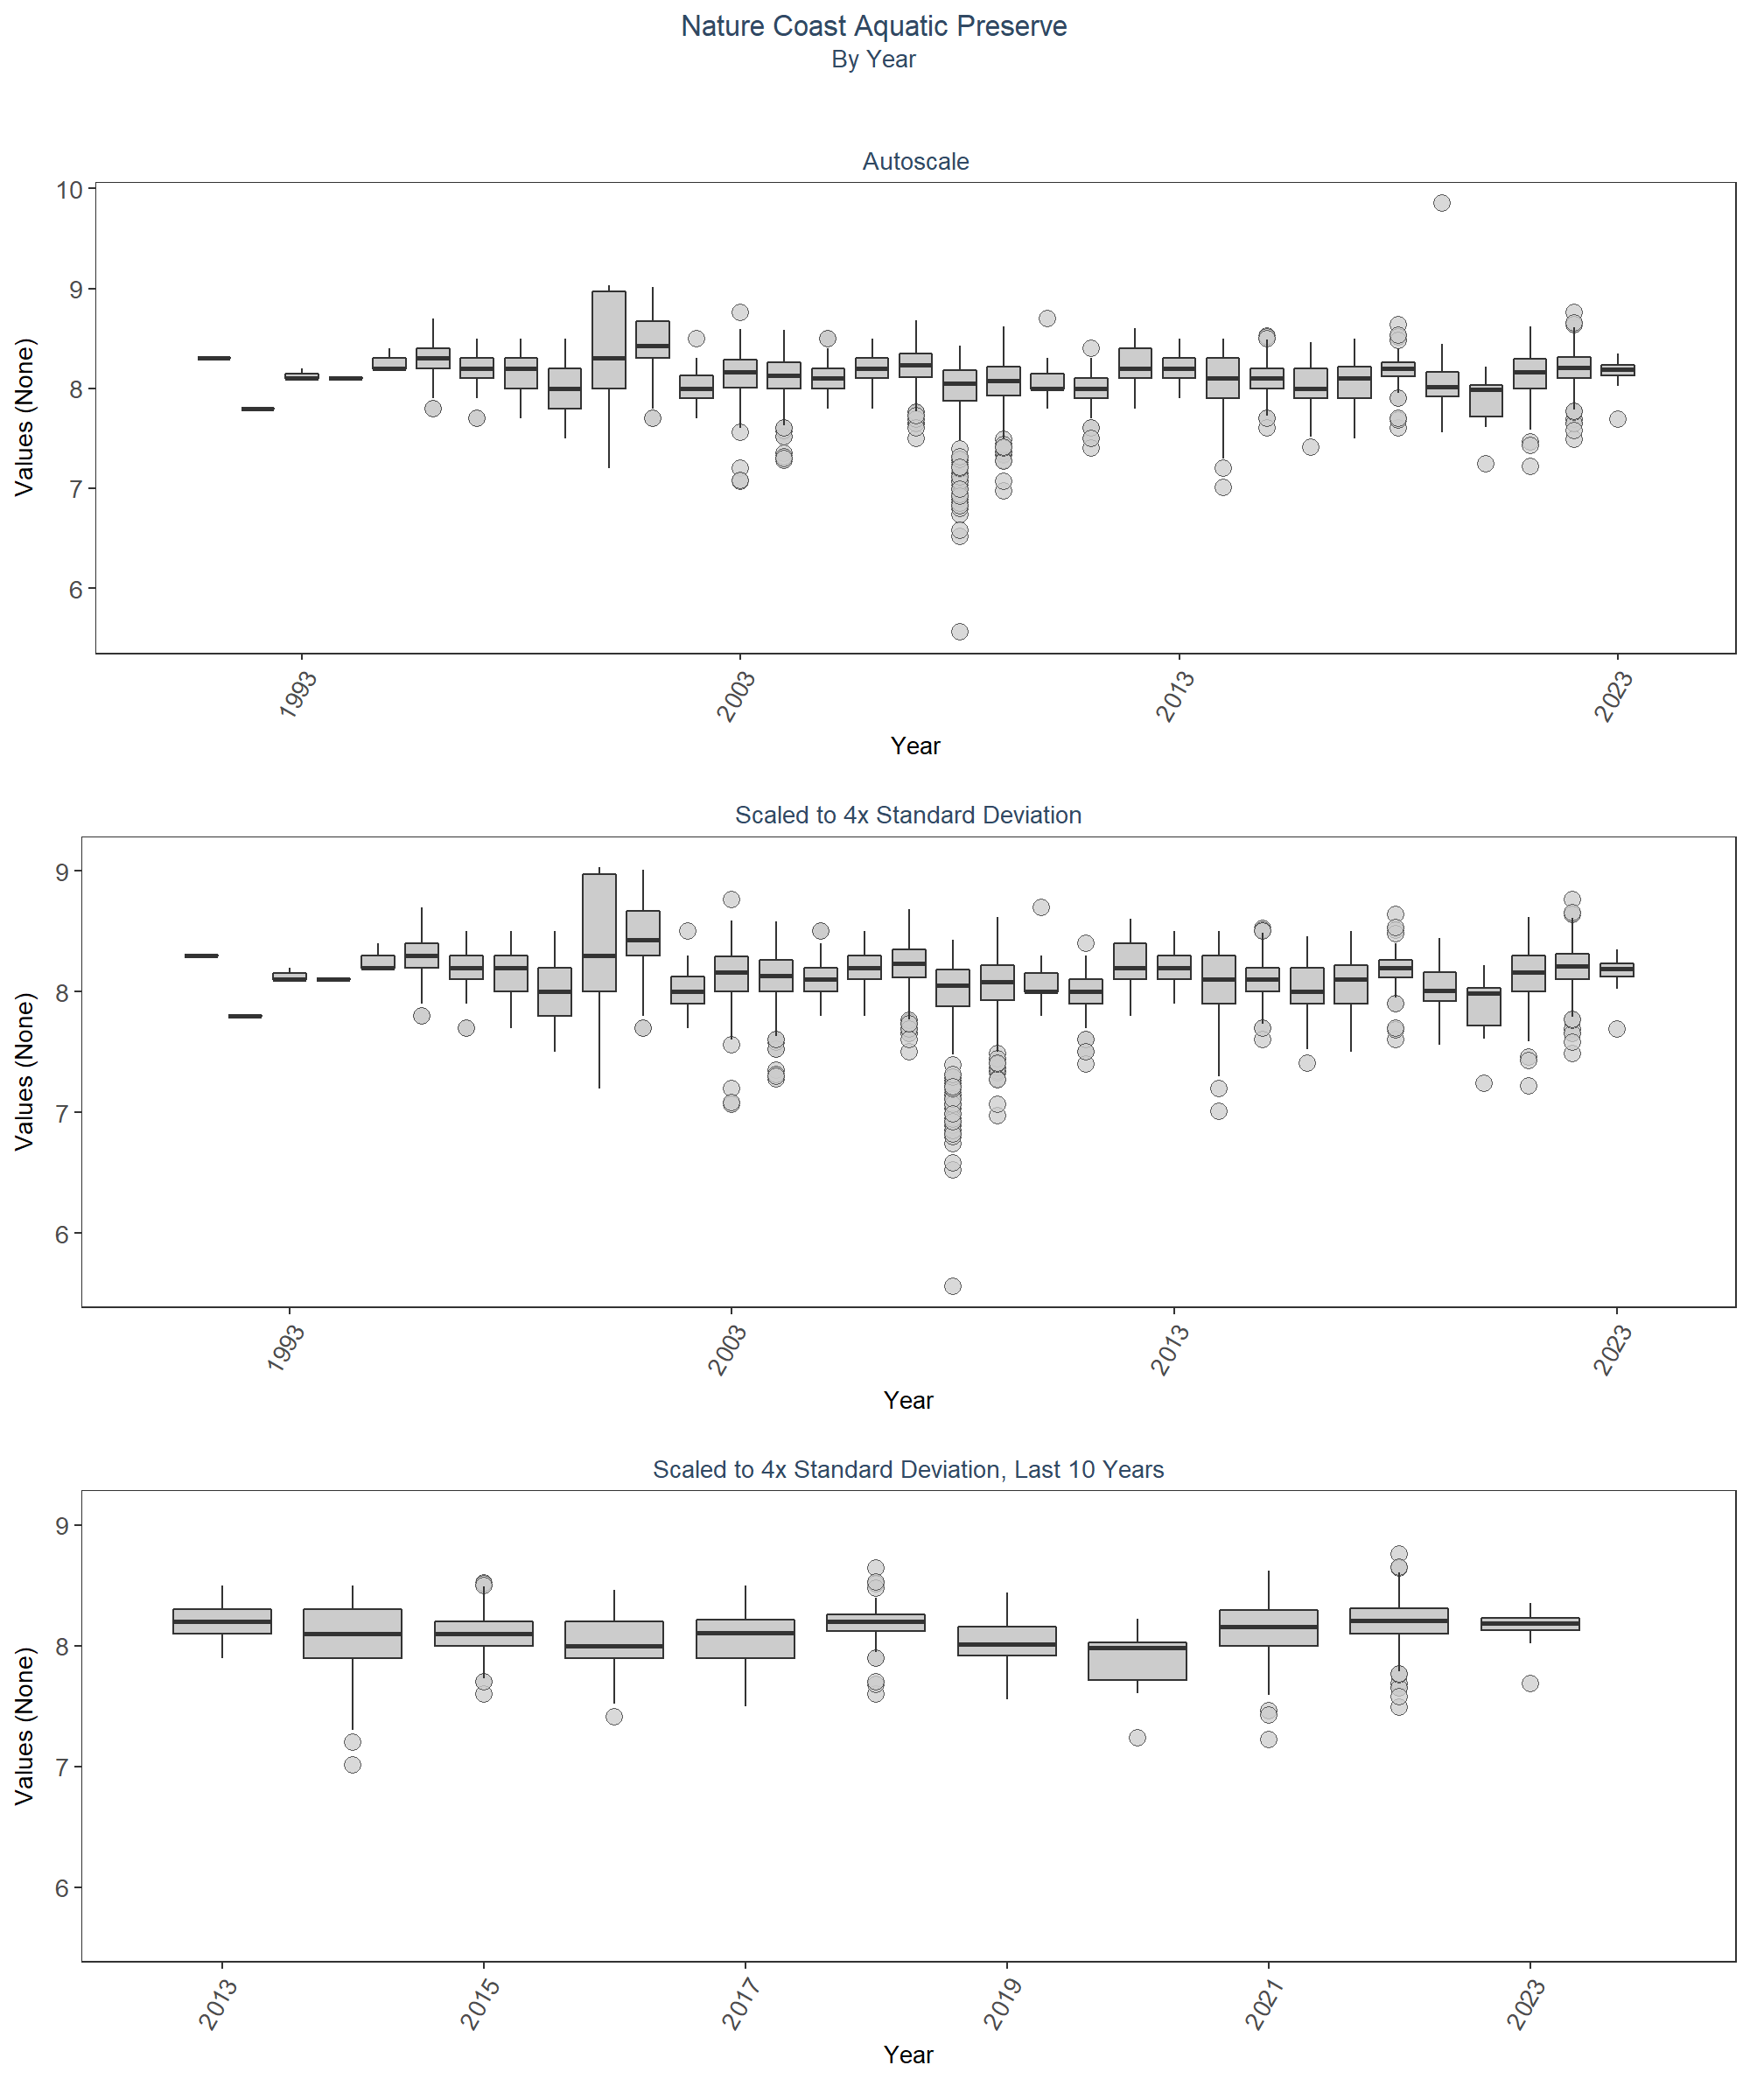 Nature Coast Aquatic Preserve
By Year
Autoscale
10
9
8
7
6
Values (None)
1993
2003
2013
2023
Year
Scaled to 4x Standard Deviation
9
8
7
6
Values (None)
1993
2003
2013
2023
Year
Scaled to 4x Standard Deviation, Last 10 Years
9
8
7
6
Values (None)
2013
2015
2017
2019
2021
2023
Year